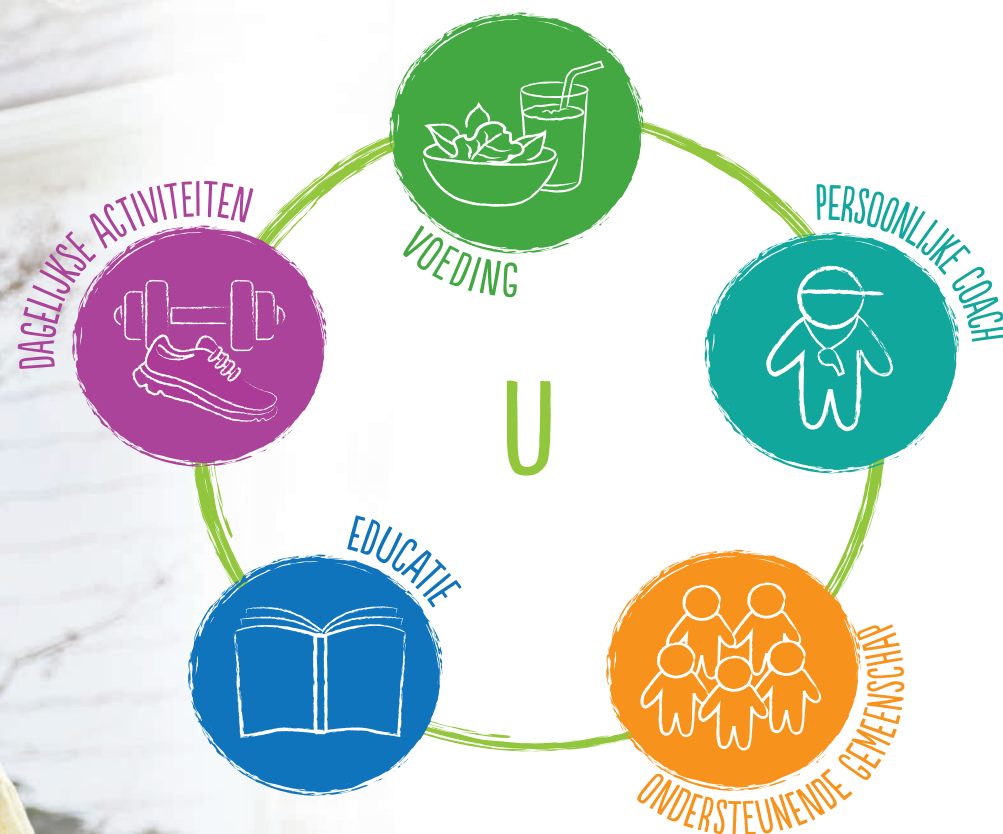 VOEDING
PERSOONLIJKE COACH
ONDERSTEUNENDE GEMEENSCHAP
EDUCATIE
DAGELIJKSE ACTIVITEITEN
U